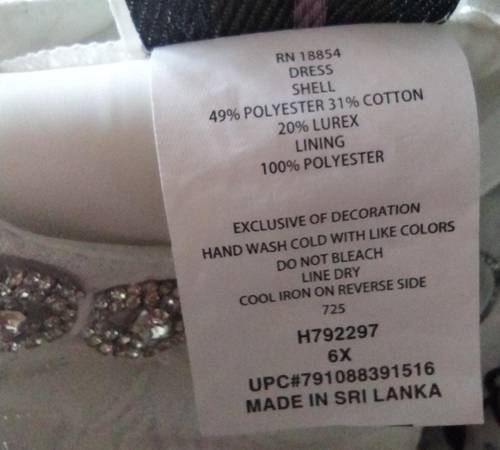 RN 18854
DRESS
SHELL
49% POLYESTER 31% COTTON
20% LUREX
LINING
100% POLYESTER
EXCLUSIVE OF DECORATION
HAND WASH COLD WITH LIKE COLORS
DO NOT BLEACH
LINE DRY
COOL IRON ON REVERSE SIDE
725
H792297
6X
UPC#791088391516
MADE IN SRI LANKA